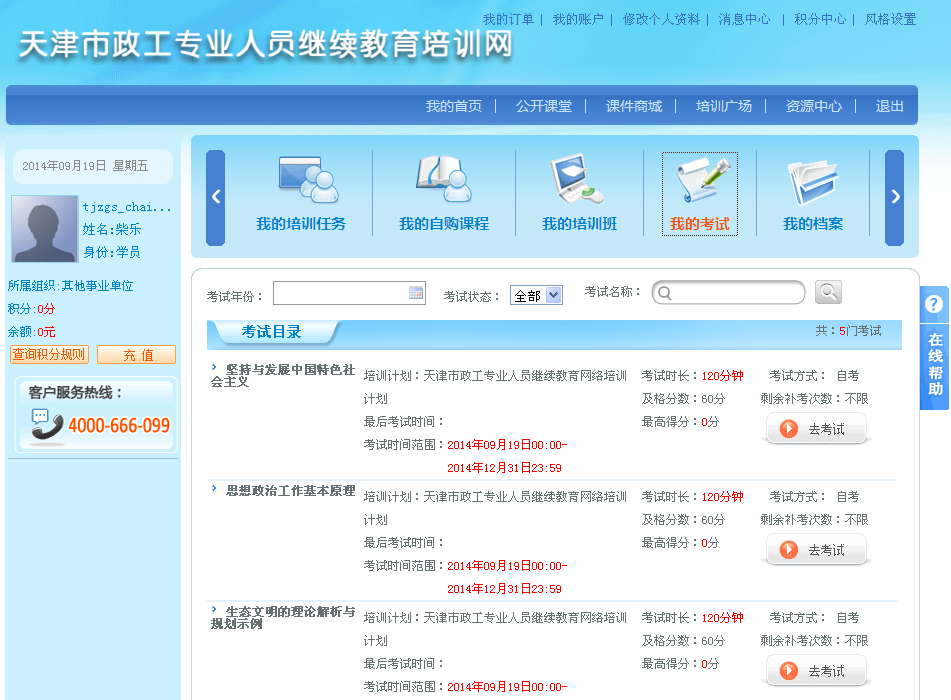 我的订单 | 我的账户 | 修改个人资料 | 消息中心 | 积分中心 | 风格设置
天津市政工专业人员继续教育培训网
我的首页 | 公开课堂 | 课件商城 | 培训广场 | 资源中心 | 退出
2014年09月19日 星期五
tjzgs_chai...
姓名:柴乐
身份:学员
所属组织:其他事业单位
积分:0分
余额:0元
查询积分规则 充 值
客户服务热线：
4000-666-099
我的培训任务 我的自购课程 我的培训班 我的考试 我的档案
考试年份： 考试状态： 全部 考试名称：
考试目录 共：5门考试
坚持与发展中国特色社
会主义
培训计划：天津市政工专业人员继续教育网络培训
计划
最后考试时间：
考试时间范围：2014年09月19日00:00-
2014年12月31日23:59
考试时长：120分钟
及格分数：60分
最高得分：0分
考试方式： 自考
剩余补考次数：不限
去考试
思想政治工作基本原理
培训计划：天津市政工专业人员继续教育网络培训
计划
最后考试时间：
考试时间范围：2014年09月19日00:00-
2014年12月31日23:59
考试时长：120分钟
及格分数：60分
最高得分：0分
考试方式： 自考
剩余补考次数：不限
去考试
生态文明的理论解析与
规划示例
培训计划：天津市政工专业人员继续教育网络培训
计划
最后考试时间：
考试时间范围：2014年09月19日00:00-
考试时长：120分钟
及格分数：60分
最高得分：0分
考试方式： 自考
剩余补考次数：不限
去考试
?
在线帮助